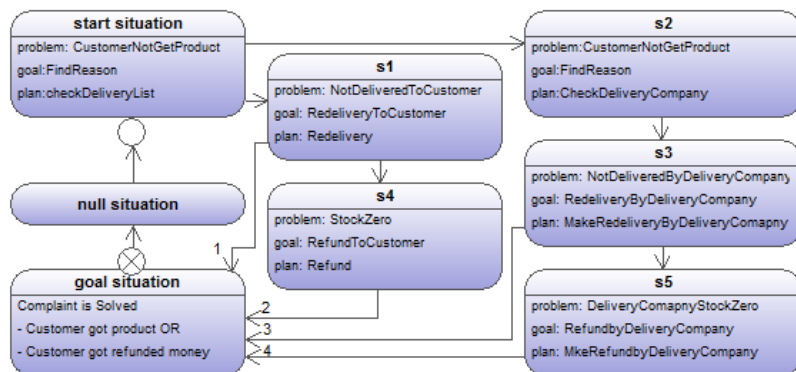 start situation
problem: CustomerNotGetProduct
goal:FindReason
plan:checkDeliveryList
s1
problem: NotDeliveredToCustomer
goal: RedeliveryToCustomer
plan: Redelivery
s2
problem:CustomerNotGetProduct
goal:FindReason
plan:CheckDeliveryCompany
s3
problem: NotDeliveredByDeliveryCompany
goal: RedeliveryByDeliveryCompany
plan: MakeRedeliveryByDeliveryComapny
null situation
s4
problem: StockZero
goal: RefundToCustomer
plan: Refund
goal situation
Complaint is Solved
- Customer got product OR
- Customer got refunded money
1
2
3
4
s5
problem: DeliveryComapnyStockZero
goal: RefundbyDeliveryCompany
plan: MkeRefundbyDeliveryCompany